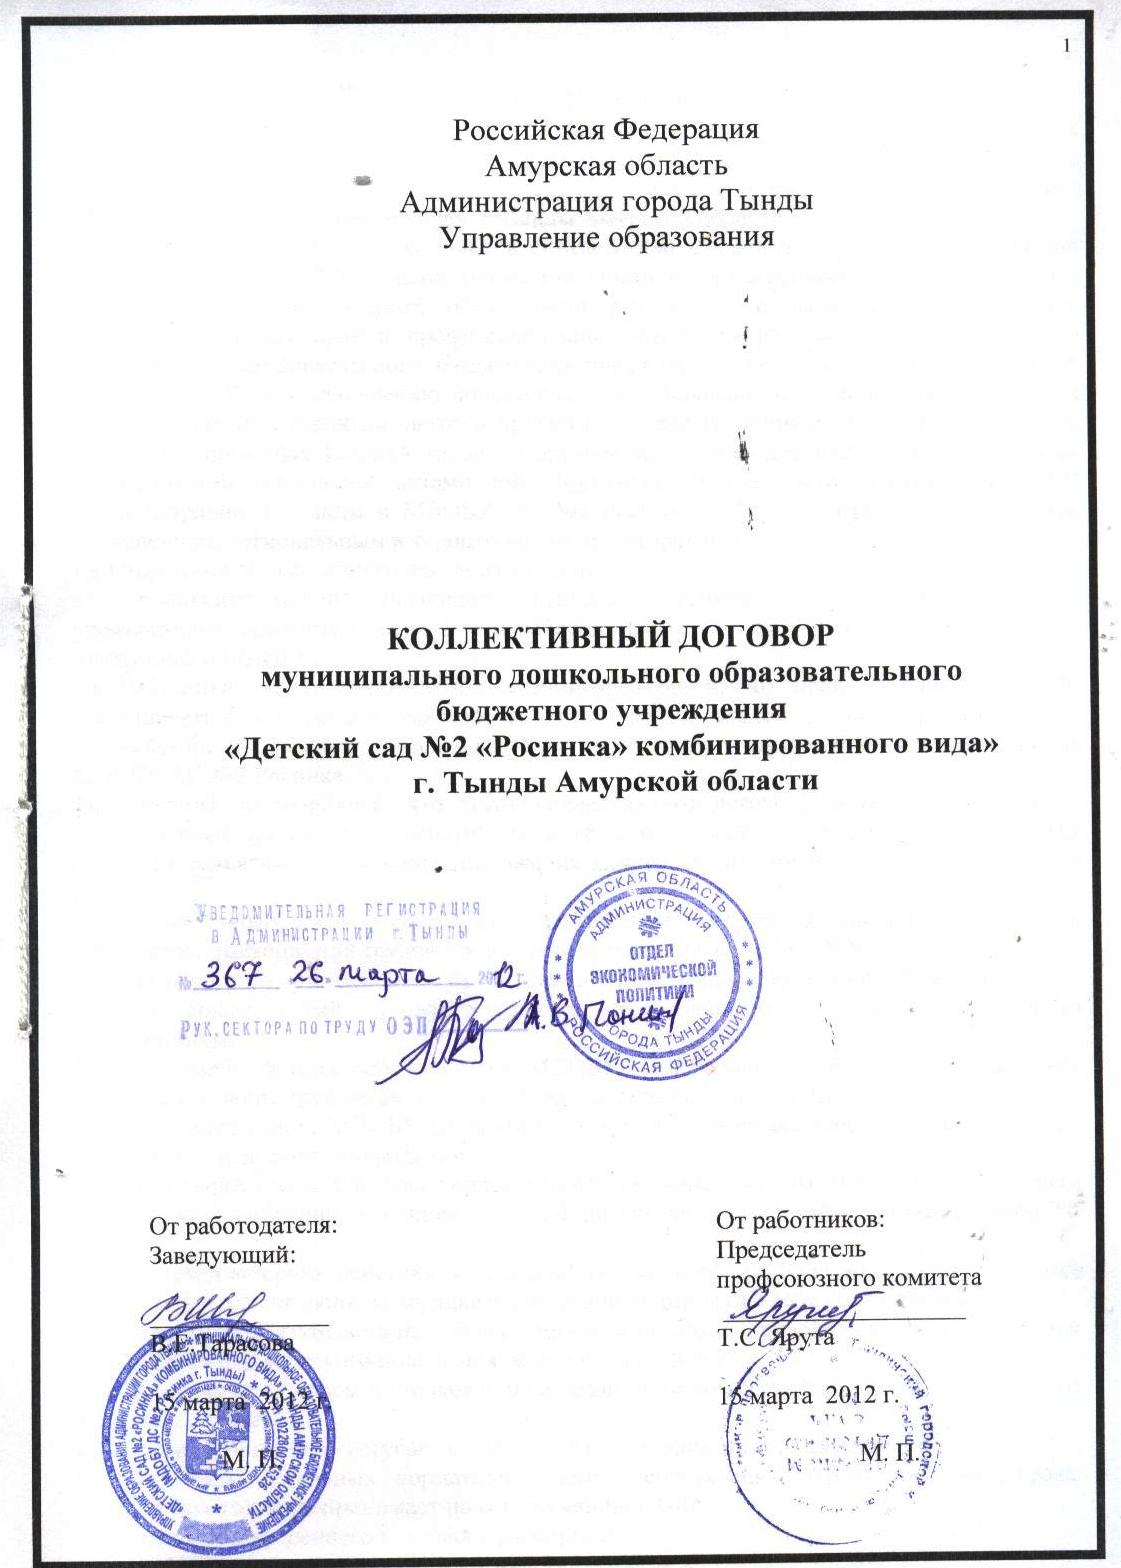 1
Российская Федерация
Амурская область
Администрация города Тынды
Управление образования
КОЛЛЕКТИВНЫЙ ДОГОВОР
муниципального дошкольного образовательного
бюджетного учреждения
«Детский сад №2 «Росинка» комбинированного вида»
г. Тынды Амурской области
УВЕДОМИТЕЛЬНАЯ РЕГИСТРАЦИЯ
В АДМИНИСТРАЦИИ г.ТЫНДЫ
№ 367 26 марта 2012 г.
РУК.СЕКТОРА ПО ТРУДУ ОЭП
АМУРСКАЯ ОБЛАСТЬ
АДМИНИСТРАЦИЯ
ОТДЕЛ
ЭКОНОМИЧЕСКОЙ
ПОЛИТИКИ
ГОРОДА ТЫНДЫ
РОССИЙСКАЯ ФЕДЕРАЦИЯ
От работодателя:
Заведующий:
В.Е.Тарасова
15 марта 2012 г.
М. П.
От работников:
Председатель
профсоюзного комитета
Т.С. Ярута
15 марта 2012 г.
М. П.